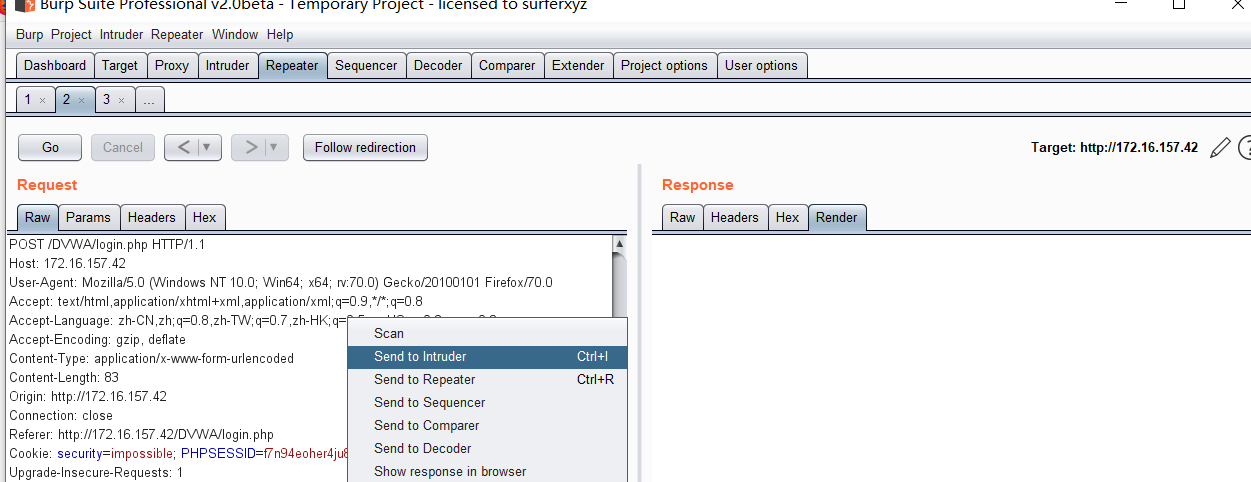 Burp Suite Professional v2.0beta - Temporary Project - licensed to surferxyz
Burp Project Intruder Repeater Window Help
Dashboard Target Proxy Intruder Repeater Sequencer Decoder Comparer Extender Project options User options
1 × 2 × 3 × ...
Go Cancel < ▼ > ▼ Follow redirection Target: http://172.16.157.42
Request
Raw Params Headers Hex
POST /DVWA/login.php HTTP/1.1
Host: 172.16.157.42
User-Agent: Mozilla/5.0 (Windows NT 10.0; Win64; x64; rv:70.0) Gecko/20100101 Firefox/70.0
Accept: text/html,application/xhtml+xml,application/xml;q=0.9,*/*;q=0.8
Accept-Language: zh-CN,zh;q=0.8,zh-TW;q=0.7,zh-HK;q=
Accept-Encoding: gzip, deflate
Content-Type: application/x-www-form-urlencoded
Content-Length: 83
Origin: http://172.16.157.42
Connection: close
Referer: http://172.16.157.42/DVWA/login.php
Cookie: security=impossible; PHPSESSID=f7n94eoher4ju
Upgrade-Insecure-Requests: 1
Scan
Send to Intruder Ctrl+I
Send to Repeater Ctrl+R
Send to Sequencer
Send to Comparer
Send to Decoder
Show response in browser
Response
Raw Headers Hex Render